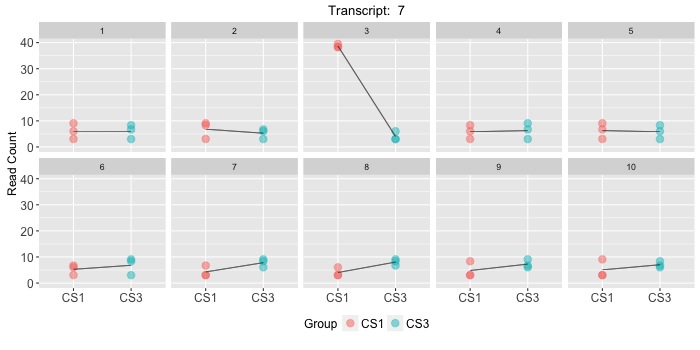 Transcript:  7
1 2 3 4 5
40
30
20
10
0
6 7 8 9 10
40
30
20
10
0
Read Count
CS1 CS3 CS1 CS3 CS1 CS3 CS1 CS3 CS1 CS3
Group CS1 CS3